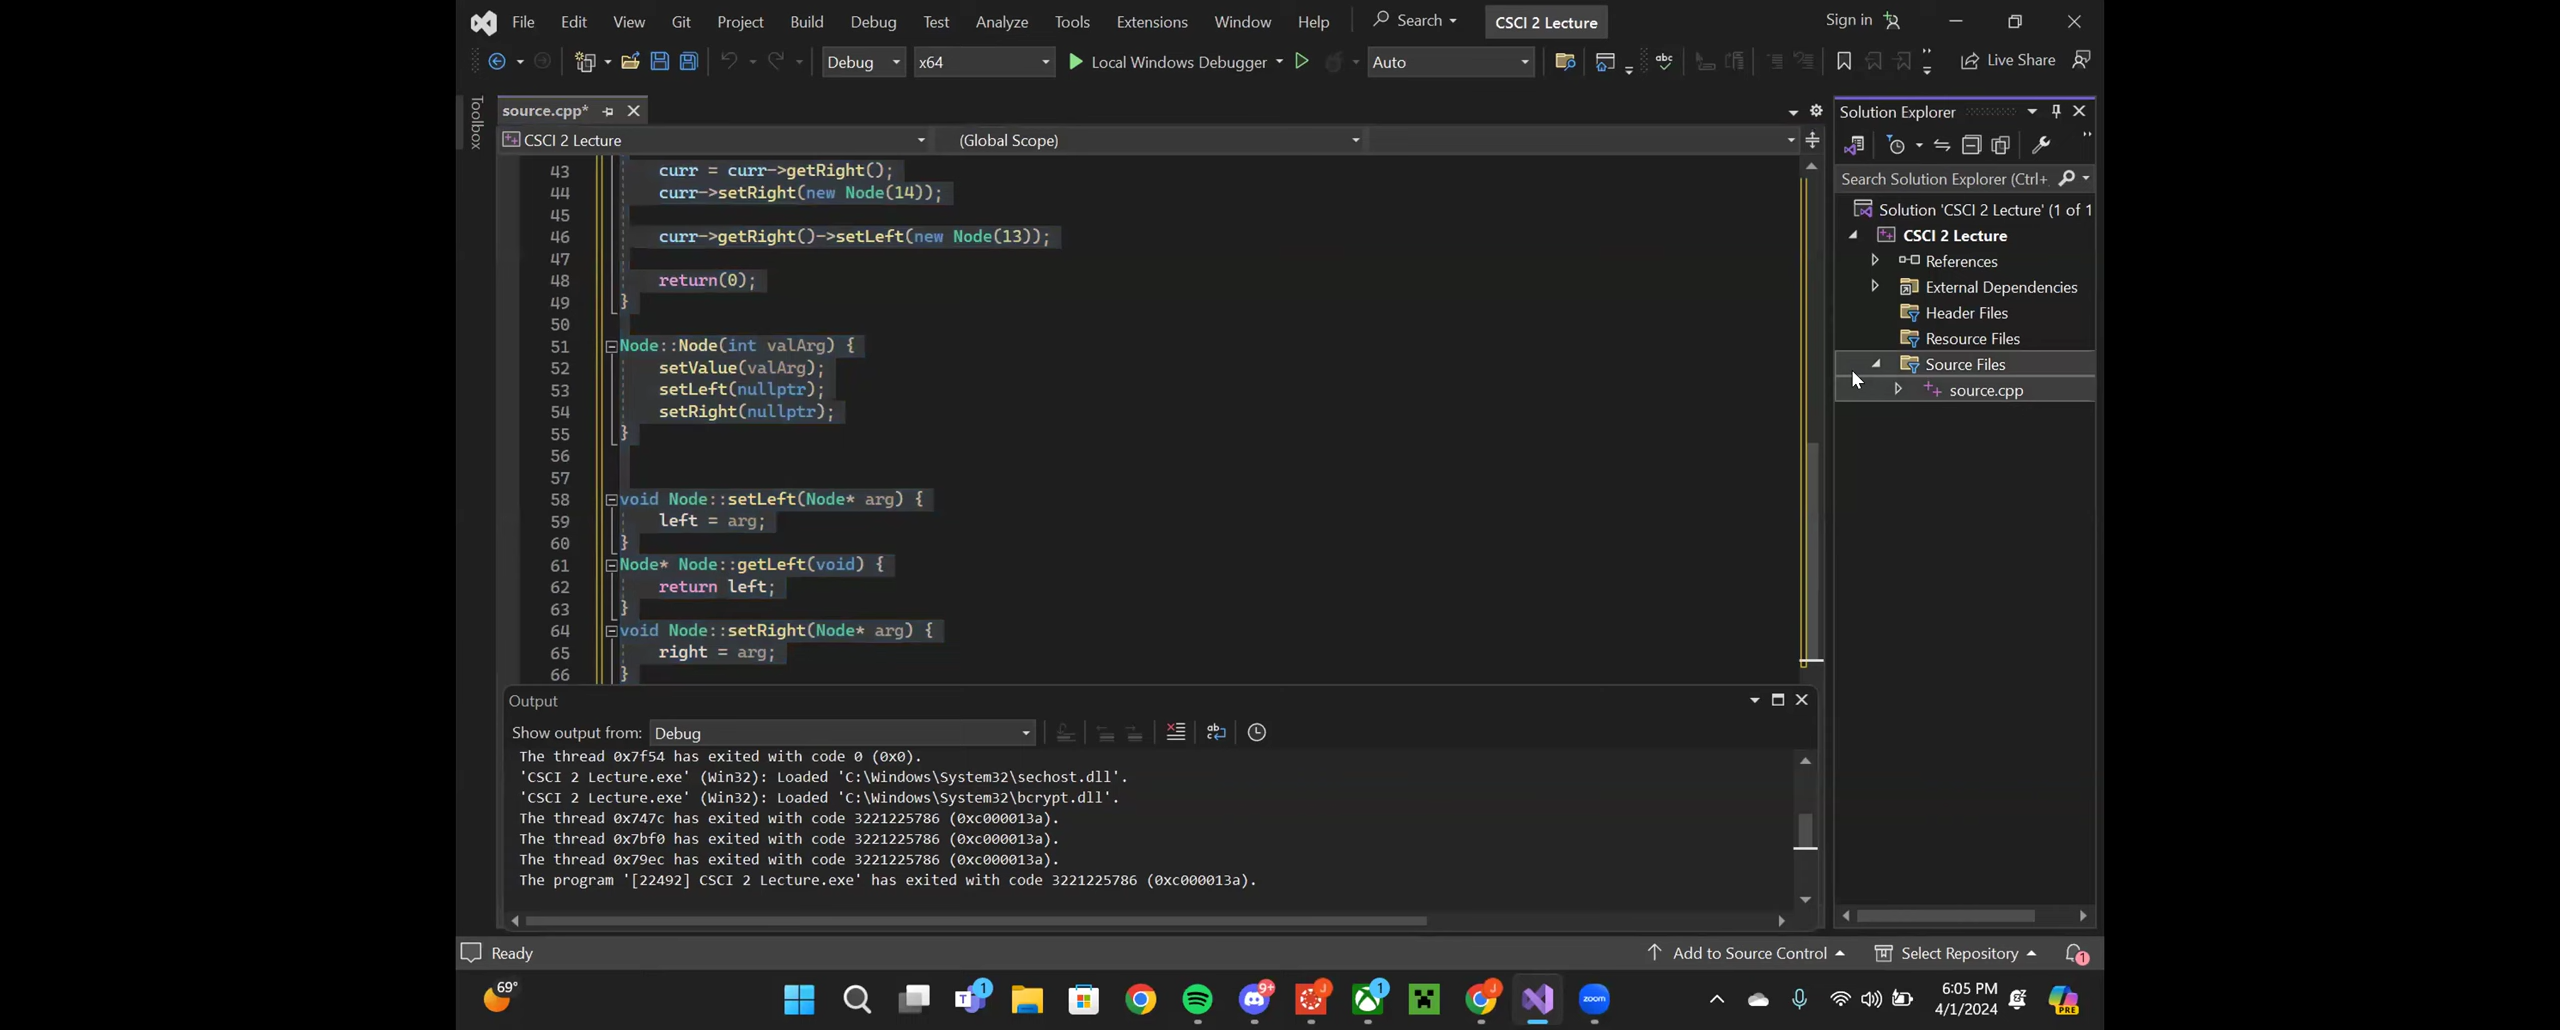 File Edit View Git Project Build Debug Test Analyze Tools Extensions Window Help Search CSCI 2 Lecture Sign in
Debug x64 Local Windows Debugger Auto Live Share
Toolbox
source.cpp*
CSCI 2 Lecture (Global Scope)
43 curr = curr->getRight();
44 curr->setRight(new Node(14));
45
46 curr->getRight()->setLeft(new Node(13));
47
48 return(0);
49 }
50
51 Node::Node(int valArg) {
52 setValue(valArg);
53 setLeft(nullptr);
54 setRight(nullptr);
55 }
56
57
58 void Node::setLeft(Node* arg) {
59 left = arg;
60 }
61 Node* Node::getLeft(void) {
62 return left;
63 }
64 void Node::setRight(Node* arg) {
65 right = arg;
66 }
Solution Explorer
Search Solution Explorer (Ctrl+
Solution 'CSCI 2 Lecture' (1 of 1
CSCI 2 Lecture
References
External Dependencies
Header Files
Resource Files
Source Files
source.cpp
Output
Show output from: Debug
The thread 0x7f54 has exited with code 0 (0x0).
'CSCI 2 Lecture.exe' (Win32): Loaded 'C:\Windows\System32\sechost.dll'.
'CSCI 2 Lecture.exe' (Win32): Loaded 'C:\Windows\System32\bcrypt.dll'.
The thread 0x747c has exited with code 3221225786 (0xc000013a).
The thread 0x7bf0 has exited with code 3221225786 (0xc000013a).
The thread 0x79ec has exited with code 3221225786 (0xc000013a).
The program '[22492] CSCI 2 Lecture.exe' has exited with code 3221225786 (0xc000013a).
Ready Add to Source Control Select Repository 1
69° 1 9+ J 1 J zoom 6:05 PM PRE
4/1/2024